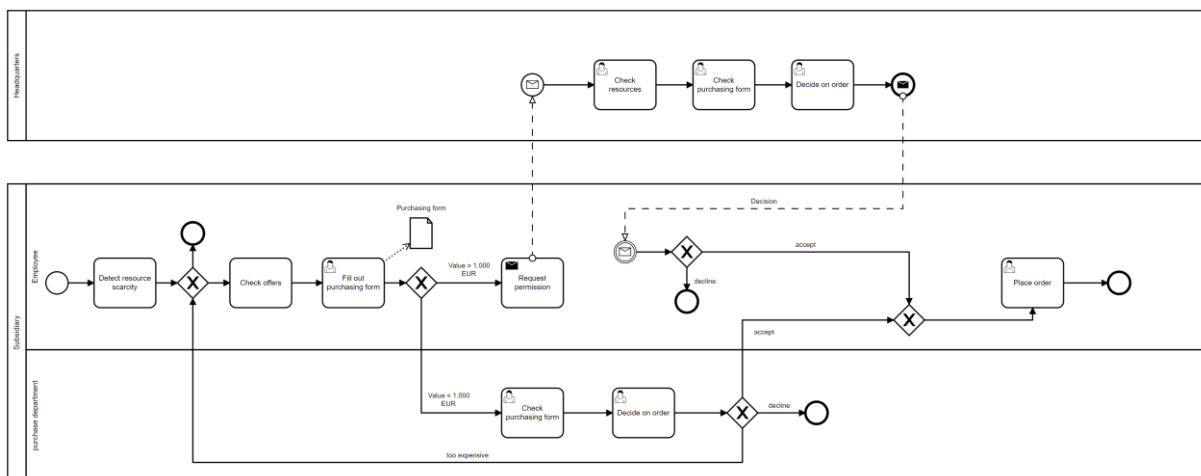 Headquarters
Check
resources
Check
purchasing form
Decide on order
Subsidiary
Employee
Decision
Purchasing form
Detect resource
scarcity
Check offers
Fill out
purchasing form
Value > 1.000
EUR
Request
permission
accept
decline
Place order
accept
purchase department
Value < 1.000
EUR
Check
purchasing form
Decide on order
decline
too expensive